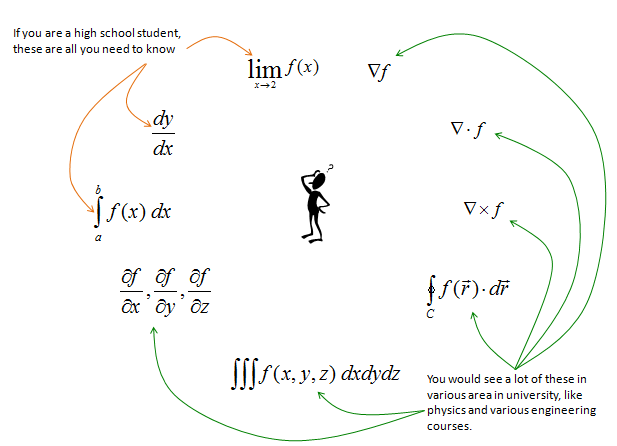 If you are a high school student,
these are all you need to know
lim f(x)
x→2
∇f
dy
dx
∇ · f
b
∫ f(x) dx
a
∇ × f
∂f/∂x, ∂f/∂y, ∂f/∂z
∮ f(r⃗) · dr⃗
C
∭ f(x, y, z) dxdydz
?
You would see a lot of these in
various area in university, like
physics and various engineering
courses.